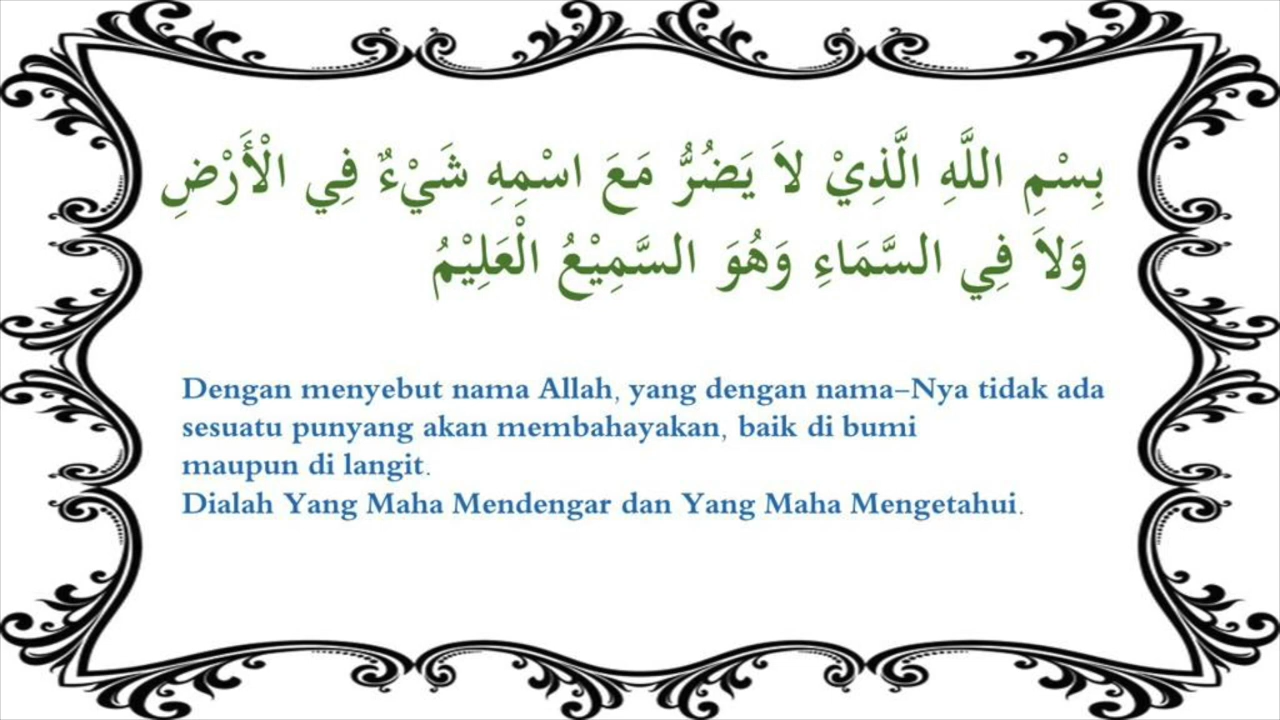 بِسْمِ اللَّهِ الَّذِيْ لاَ يَضُرُّ مَعَ اسْمِهِ شَيْءٌ فِي الْأَرْضِ
وَلاَ فِي السَّمَاءِ وَهُوَ السَّمِيْعُ الْعَلِيْمُ
Dengan menyebut nama Allah, yang dengan nama-Nya tidak ada
sesuatu punyang akan membahayakan, baik di bumi
maupun di langit.
Dialah Yang Maha Mendengar dan Yang Maha Mengetahui.